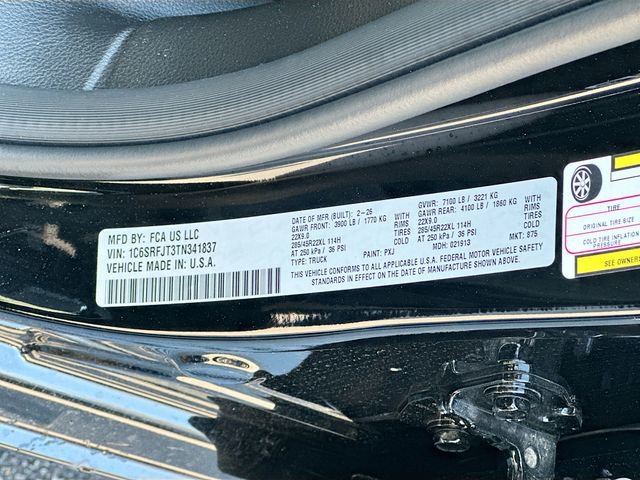 MFD BY: FCA US LLC
VIN: 1C6SRFJT3TN341837
VEHICLE MADE IN U.S.A.
DATE OF MFR (BUILT): 2-26
GAWR FRONT: 3900 LB / 1770 KG WITH
22X9.0 RIMS
285/45R22XL 114H TIRES
AT 250 kPa / 36 PSI COLD
TYPE: TRUCK PAINT: PXJ
GVWR: 7100 LB / 3221 KG
GAWR REAR: 4100 LB / 1860 KG WITH
22X9.0 RIMS
285/45R22XL 114H TIRES
AT 250 kPa / 36 PSI COLD
MDH: 021913 MKT: 875
THIS VEHICLE CONFORMS TO ALL APPLICABLE U.S.A. FEDERAL MOTOR VEHICLE SAFETY
STANDARDS IN EFFECT ON THE DATE OF MANUFACTURE SHOWN ABOVE.
TIRE
ORIGINAL TIRE SIZE
COLD TIRE INFLATION
PRESSURE
SEE OWNERS